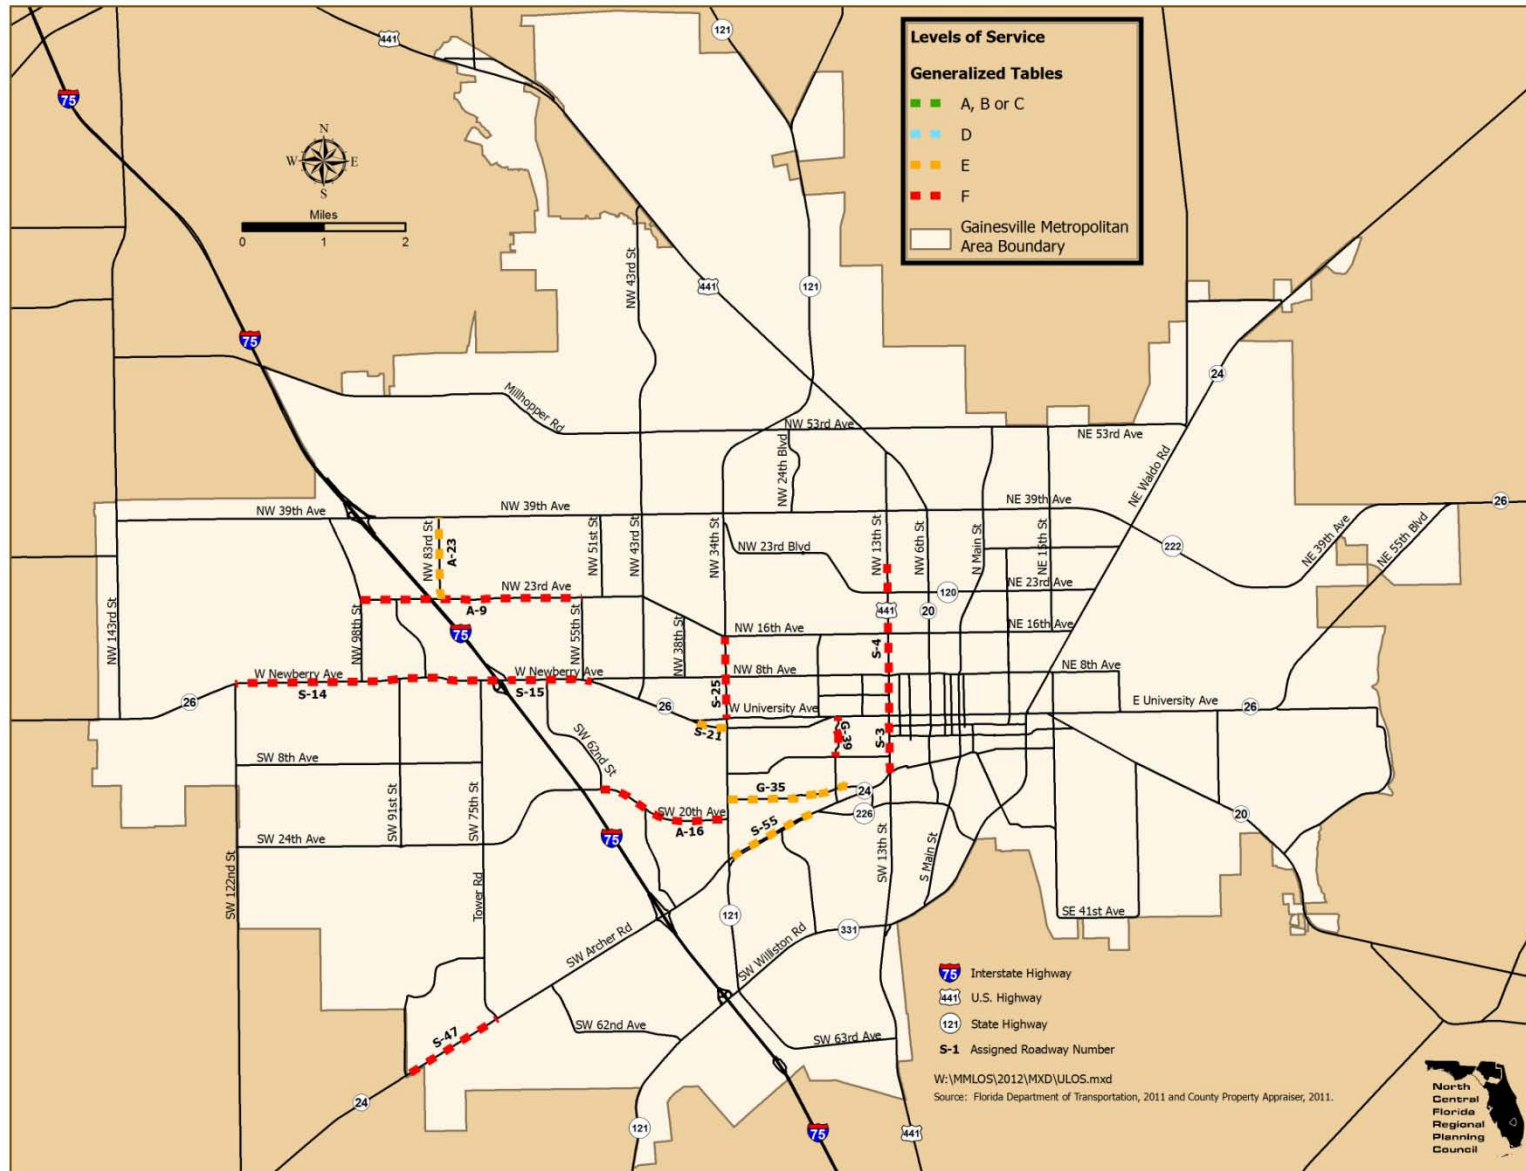 Levels of Service
Generalized Tables
A, B or C
D
E
F
Gainesville Metropolitan
Area Boundary
N
W
E
S
Miles
0
1
2
75
441
121
75
441
121
24
NW 43rd St
Millhopper Rd
NW 53rd Ave
NE 53rd Ave
NW 24th Blvd
NE Waldo Rd
NW 39th Ave
NW 39th Ave
NE 39th Ave
26
NW 83rd St
A-23
NW 51st St
NW 43rd St
NW 34th St
NW 23rd Blvd
NW 13th St
NW 6th St
N Main St
NE 15th St
222
NE 39th Ave
NE 55th Blvd
NW 23rd Ave
A-9
NE 23rd Ave
120
441
20
NW 143rd St
NW 98th St
75
NW 55th St
NW 38th St
NW 16th Ave
NE 16th Ave
S-4
W Newberry Ave
W Newberry Ave
NW 8th Ave
NE 8th Ave
S-14
S-15
S-25
26
26
W University Ave
E University Ave
26
S-21
G-39
S-3
SW 8th Ave
SW 62nd St
SW 91st St
SW 75th St
G-35
24
SW 20th Ave
A-16
226
20
S-55
SW 24th Ave
75
SW 122nd St
SW 13th St
S Main St
Tower Rd
121
SE 41st Ave
331
SW Archer Rd
SW Williston Rd
SW 62nd Ave
SW 63rd Ave
S-47
24
121
75
441
75
Interstate Highway
441
U.S. Highway
121
State Highway
S-1
Assigned Roadway Number
W:\MMLOS\2012\MXD\ULOS.mxd
Source: Florida Department of Transportation, 2011 and County Property Appraiser, 2011.
North
Central
Florida
Regional
Planning
Council